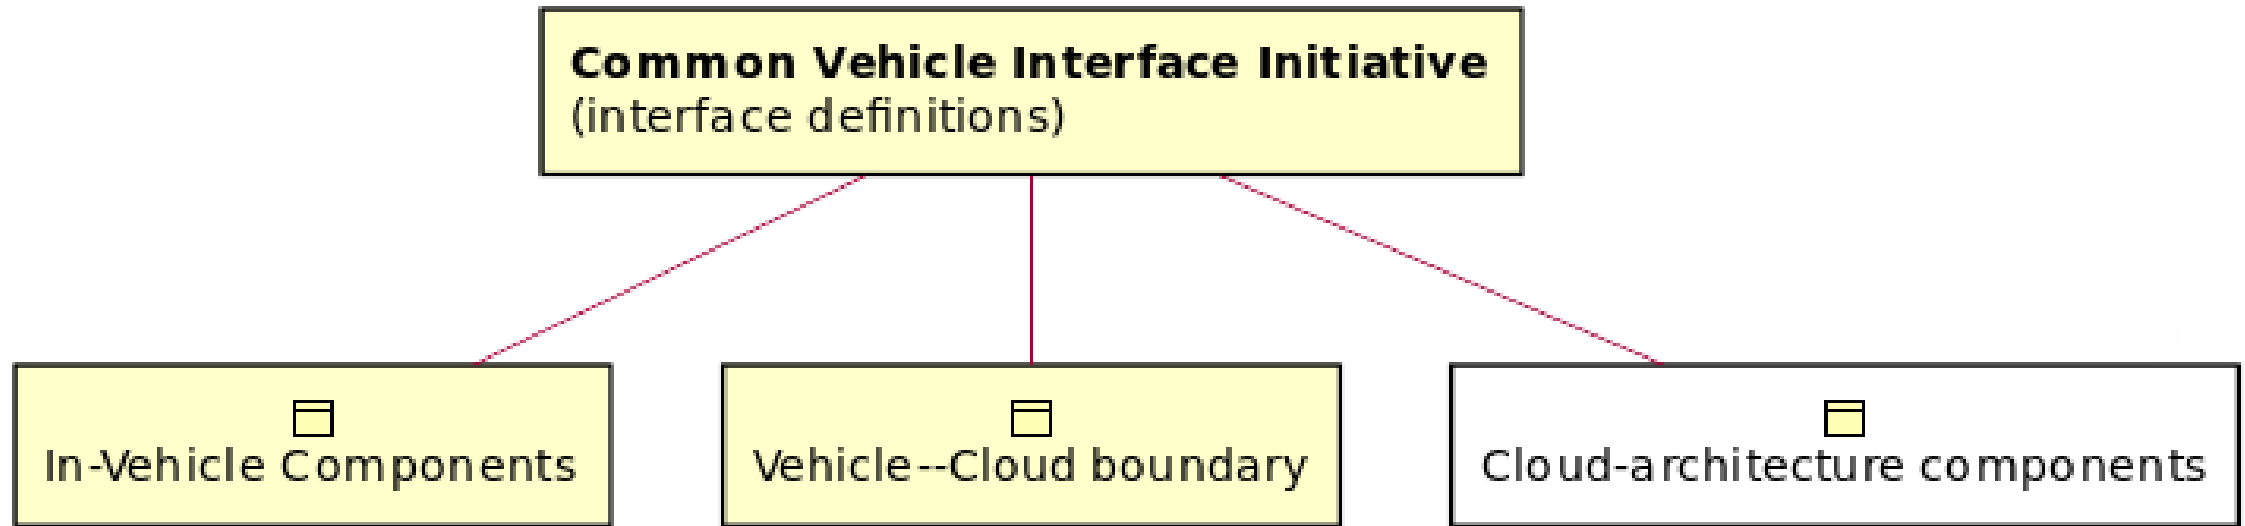 Common Vehicle Interface Initiative
(interface definitions)
In-Vehicle Components
Vehicle--Cloud boundary
Cloud-architecture components